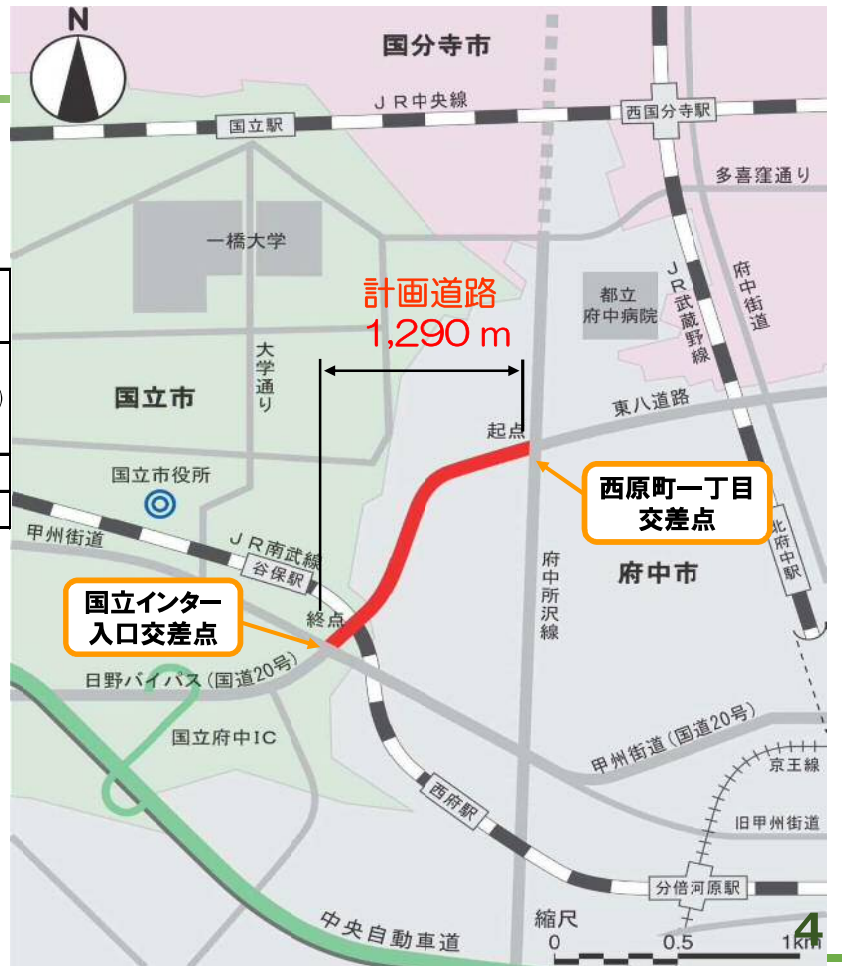 N
国分寺市
JR中央線
国立駅
西国分寺駅
多喜窪通り
一橋大学
計画道路
1,290 m
都立
府中病院
JR武蔵野線
府中街道
大学通り
国立市
東八道路
起点
国立市役所
西原町一丁目
交差点
甲州街道
JR南武線
谷保駅
北府中駅
府中市
府中所沢線
国立インター
入口交差点
終点
日野バイパス(国道20号)
国立府中IC
甲州街道(国道20号)
京王線
西府駅
旧甲州街道
分倍河原駅
中央自動車道
縮尺
0 0.5 1km
4
)